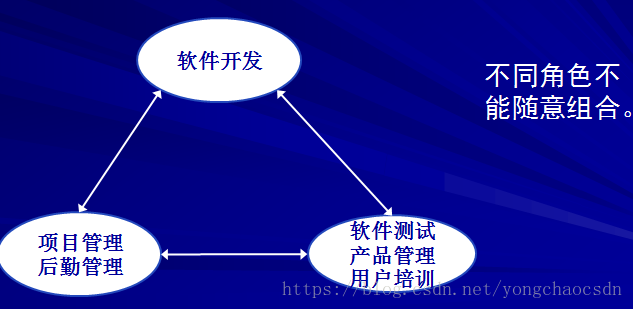 软件开发
不同角色不
能随意组合。
项目管理
后勤管理
软件测试
产品管理
用户培训
https://blog.csdn.net/yongchaocsdn